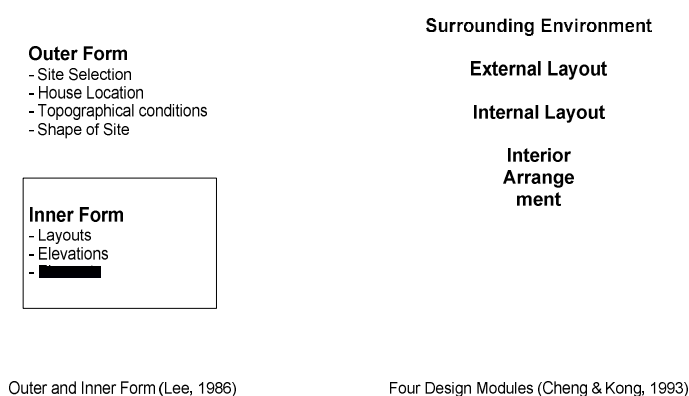 Outer Form
- Site Selection
- House Location
- Topographical conditions
- Shape of Site
Inner Form
- Layouts
- Elevations
-
Outer and Inner Form (Lee, 1986)
Surrounding Environment
External Layout
Internal Layout
Interior
Arrange
ment
Four Design Modules (Cheng & Kong, 1993)